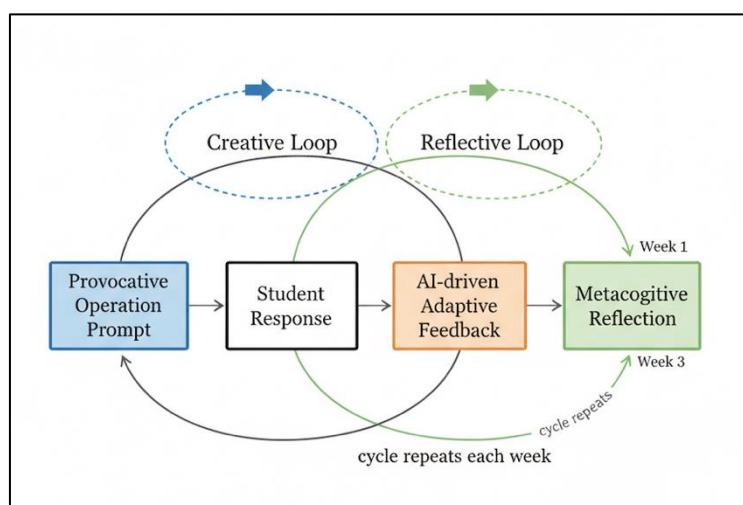 Creative Loop
Reflective Loop
Week 1
Provocative
Operation
Prompt
Student
Response
AI-driven
Adaptive
Feedback
Metacogitive
Reflection
Week 3
cycle repeats
cycle repeats each week